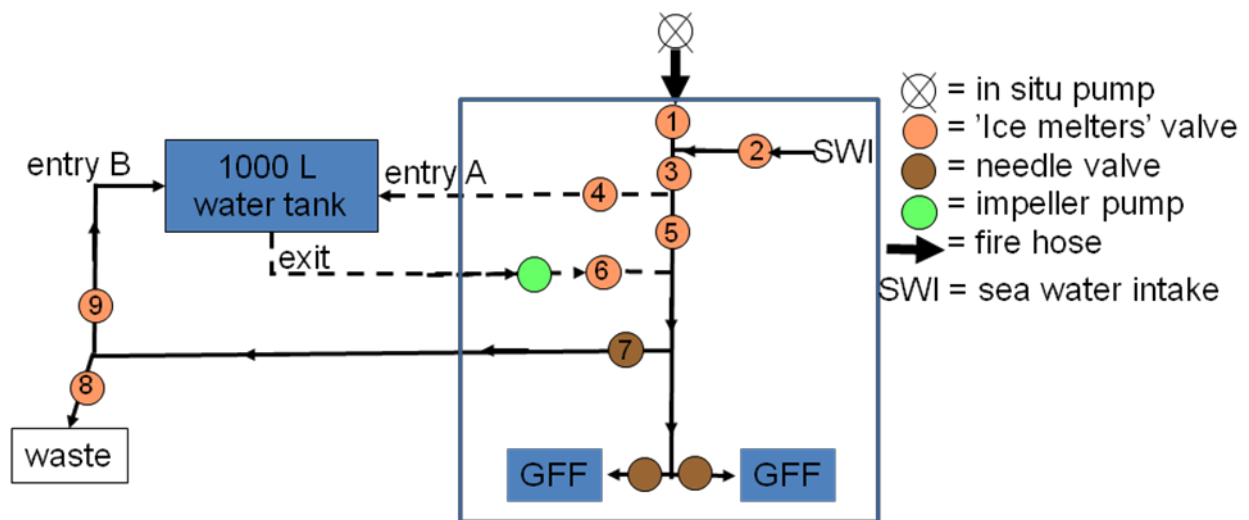 1
= in situ pump
= 'Ice melters' valve
2
SWI
= needle valve
1000 L
water tank
entry B
entry A
3
4
= impeller pump
5
= fire hose
exit
6
SWI = sea water intake
9
7
8
waste
GFF
GFF